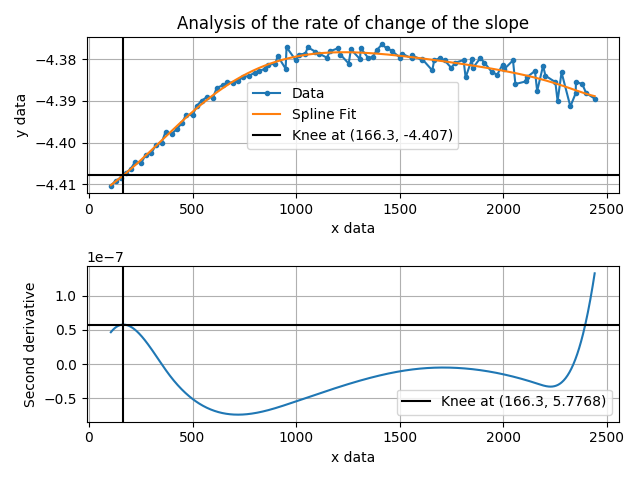 Analysis of the rate of change of the slope
−4.38
−4.39
−4.40
−4.41
y data
Data
Spline Fit
Knee at (166.3, -4.407)
0
500
1000
1500
2000
2500
x data
1e−7
1.0
0.5
0.0
−0.5
Second derivative
Knee at (166.3, 5.7768)
0
500
1000
1500
2000
2500
x data